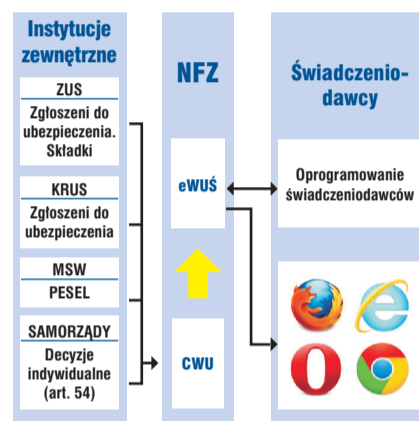 Instytucje
zewnętrzne
ZUS
Zgłoszeni do
ubezpieczenia.
Składki
KRUS
Zgłoszeni do
ubezpieczenia
MSW
PESEL
SAMORZĄDY
Decyzje
indywidualne
(art. 54)
NFZ
eWUŚ
CWU
Świadczenio-
dawcy
Oprogramowanie
świadczeniodawców